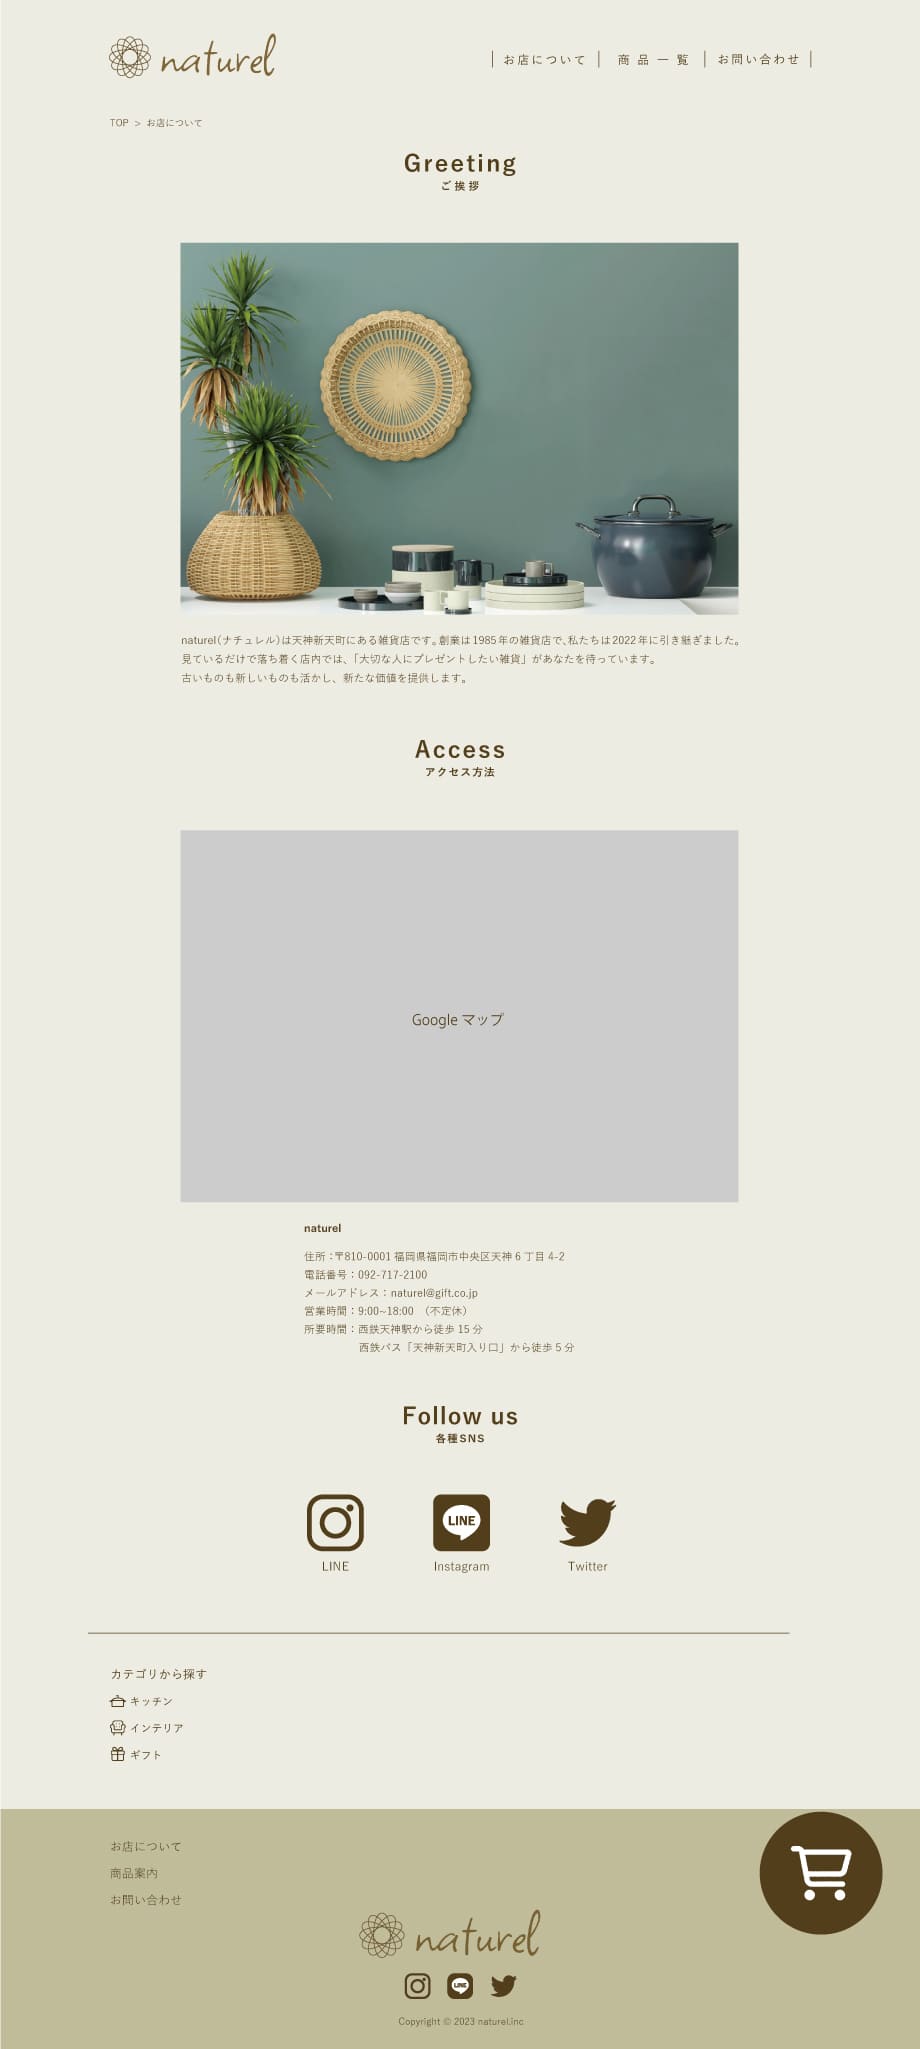 naturel
お店について
商品一覧
お問い合わせ
TOP > お店について
Greeting
ご挨拶
naturel(ナチュレル)は天神新天町にある雑貨店です。創業は1985年の雑貨店で、私たちは2022年に引き継ぎました。
見ているだけで落ち着く店内では、「大切な人にプレゼントしたい雑貨」があなたを待っています。
古いものも新しいものも活かし、新たな価値を提供します。
Access
アクセス方法
Google マップ
naturel
住所：〒810-0001 福岡県福岡市中央区天神6丁目4-2
電話番号：092-717-2100
メールアドレス：naturel@gift.co.jp
営業時間：9:00~18:00 （不定休）
所要時間：西鉄天神駅から徒歩15分
西鉄バス「天神新天町入り口」から徒歩5分
Follow us
各種SNS
LINE
LINE
Instagram
Twitter
カテゴリから探す
キッチン
インテリア
ギフト
お店について
商品案内
お問い合わせ
naturel
LINE
Copyright © 2023 naturel.inc